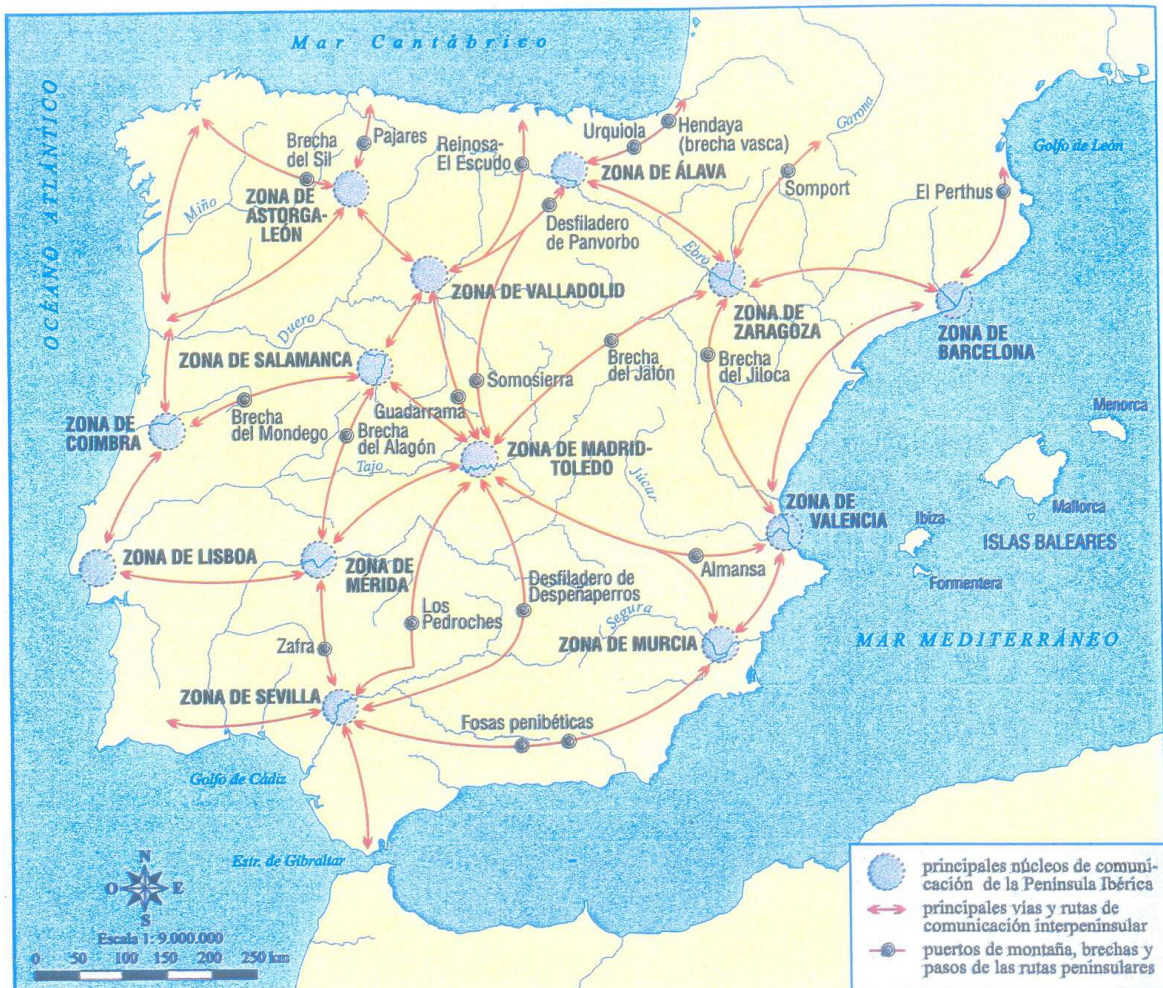 Mar Cantábrico
OCÉANO ATLÁNTICO
Garona
Golfo de León
Brecha
del Sil
Pajares
Reinosa-
El Escudo
Urquiola
Hendaya
(brecha vasca)
ZONA DE ÁLAVA
Somport
El Perthus
ZONA DE
ASTORGA-
LEÓN
Miño
Desfiladero
de Panvorbo
Ebro
ZONA DE VALLADOLID
ZONA DE
ZARAGOZA
ZONA DE
BARCELONA
Duero
ZONA DE SALAMANCA
Somosierra
Brecha
del Jalón
Brecha
del Jiloca
Guadarrama
Menorca
ZONA DE
COIMBRA
Brecha
del Mondego
Brecha
del Alagón
Tajo
ZONA DE MADRID-
TOLEDO
Júcar
Mallorca
ZONA DE
VALENCIA
Ibiza
ISLAS BALEARES
Formentera
ZONA DE LISBOA
ZONA DE
MÉRIDA
Almansa
Desfiladero de
Despeñaperros
Los
Pedroches
Segura
ZONA DE MURCIA
MAR MEDITERRÁNEO
Zafra
ZONA DE SEVILLA
Fosas penibéticas
Golfo de Cádiz
Estr. de Gibraltar
N
O
E
S
Escala 1: 9.000.000
0 50 100 150 200 250 km
principales núcleos de comuni-
cación de la Península Ibérica
principales vías y rutas de
comunicación interpeninsular
puertos de montaña, brechas y
pasos de las rutas peninsulares